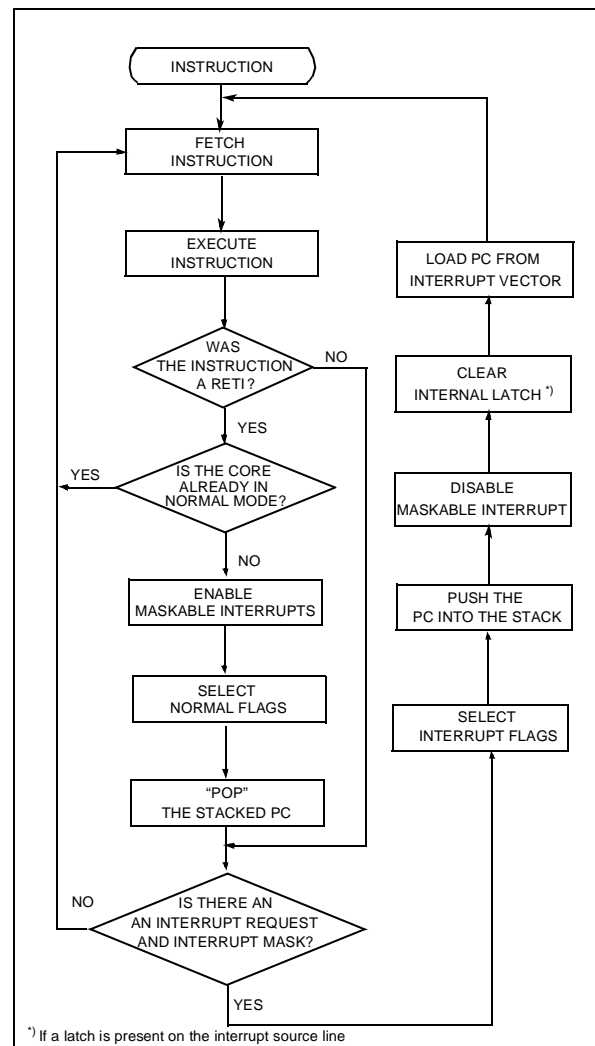 INSTRUCTION
FETCH
INSTRUCTION
EXECUTE
INSTRUCTION
WAS
THE INSTRUCTION
A RETI ?
NO
YES
IS THE CORE
ALREADY IN
NORMAL MODE?
YES
NO
ENABLE
MASKABLE INTERRUPTS
SELECT
NORMAL FLAGS
“POP”
THE STACKED PC
IS THERE AN
AN INTERRUPT REQUEST
AND INTERRUPT MASK?
NO
YES
SELECT
INTERRUPT FLAGS
PUSH THE
PC INTO THE STACK
DISABLE
MASKABLE INTERRUPT
CLEAR
INTERNAL LATCH *)
LOAD PC FROM
INTERRUPT VECTOR
*) If a latch is present on the interrupt source line